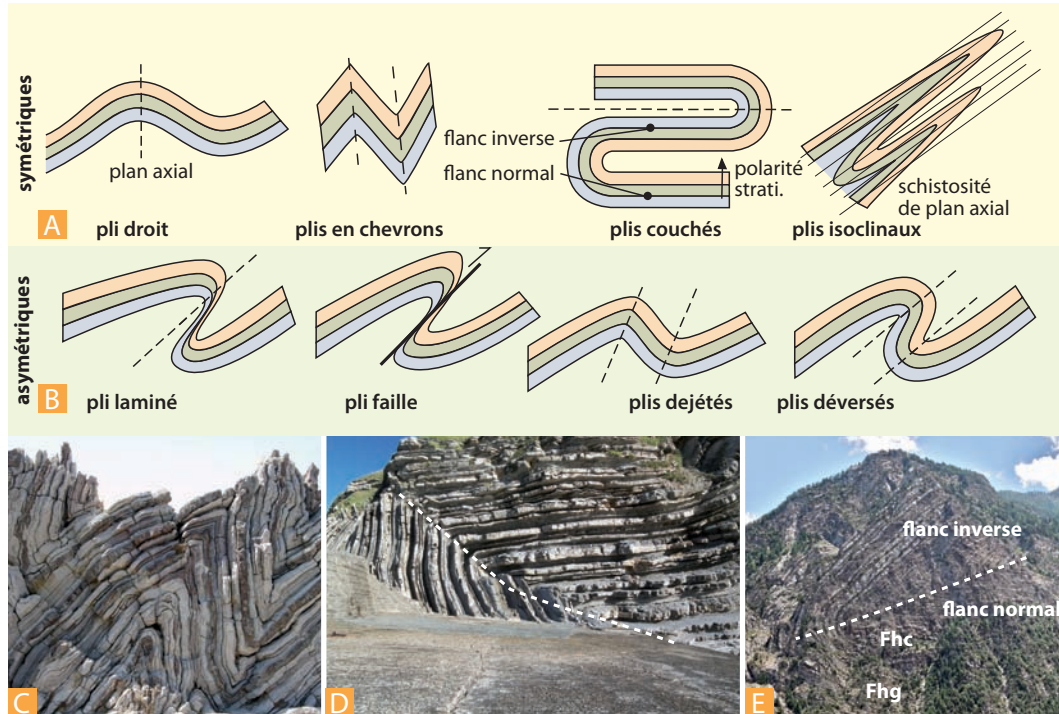 symétriques
plan axial
flanc inverse
flanc normal
polarité
strati.
schistosité
de plan axial
A
pli droit
plis en chevrons
plis couchés
plis isoclinaux
asymétriques
B
pli laminé
pli faille
plis dejétés
plis déversés
C
D
flanc inverse
flanc normal
Fhc
Fhg
E